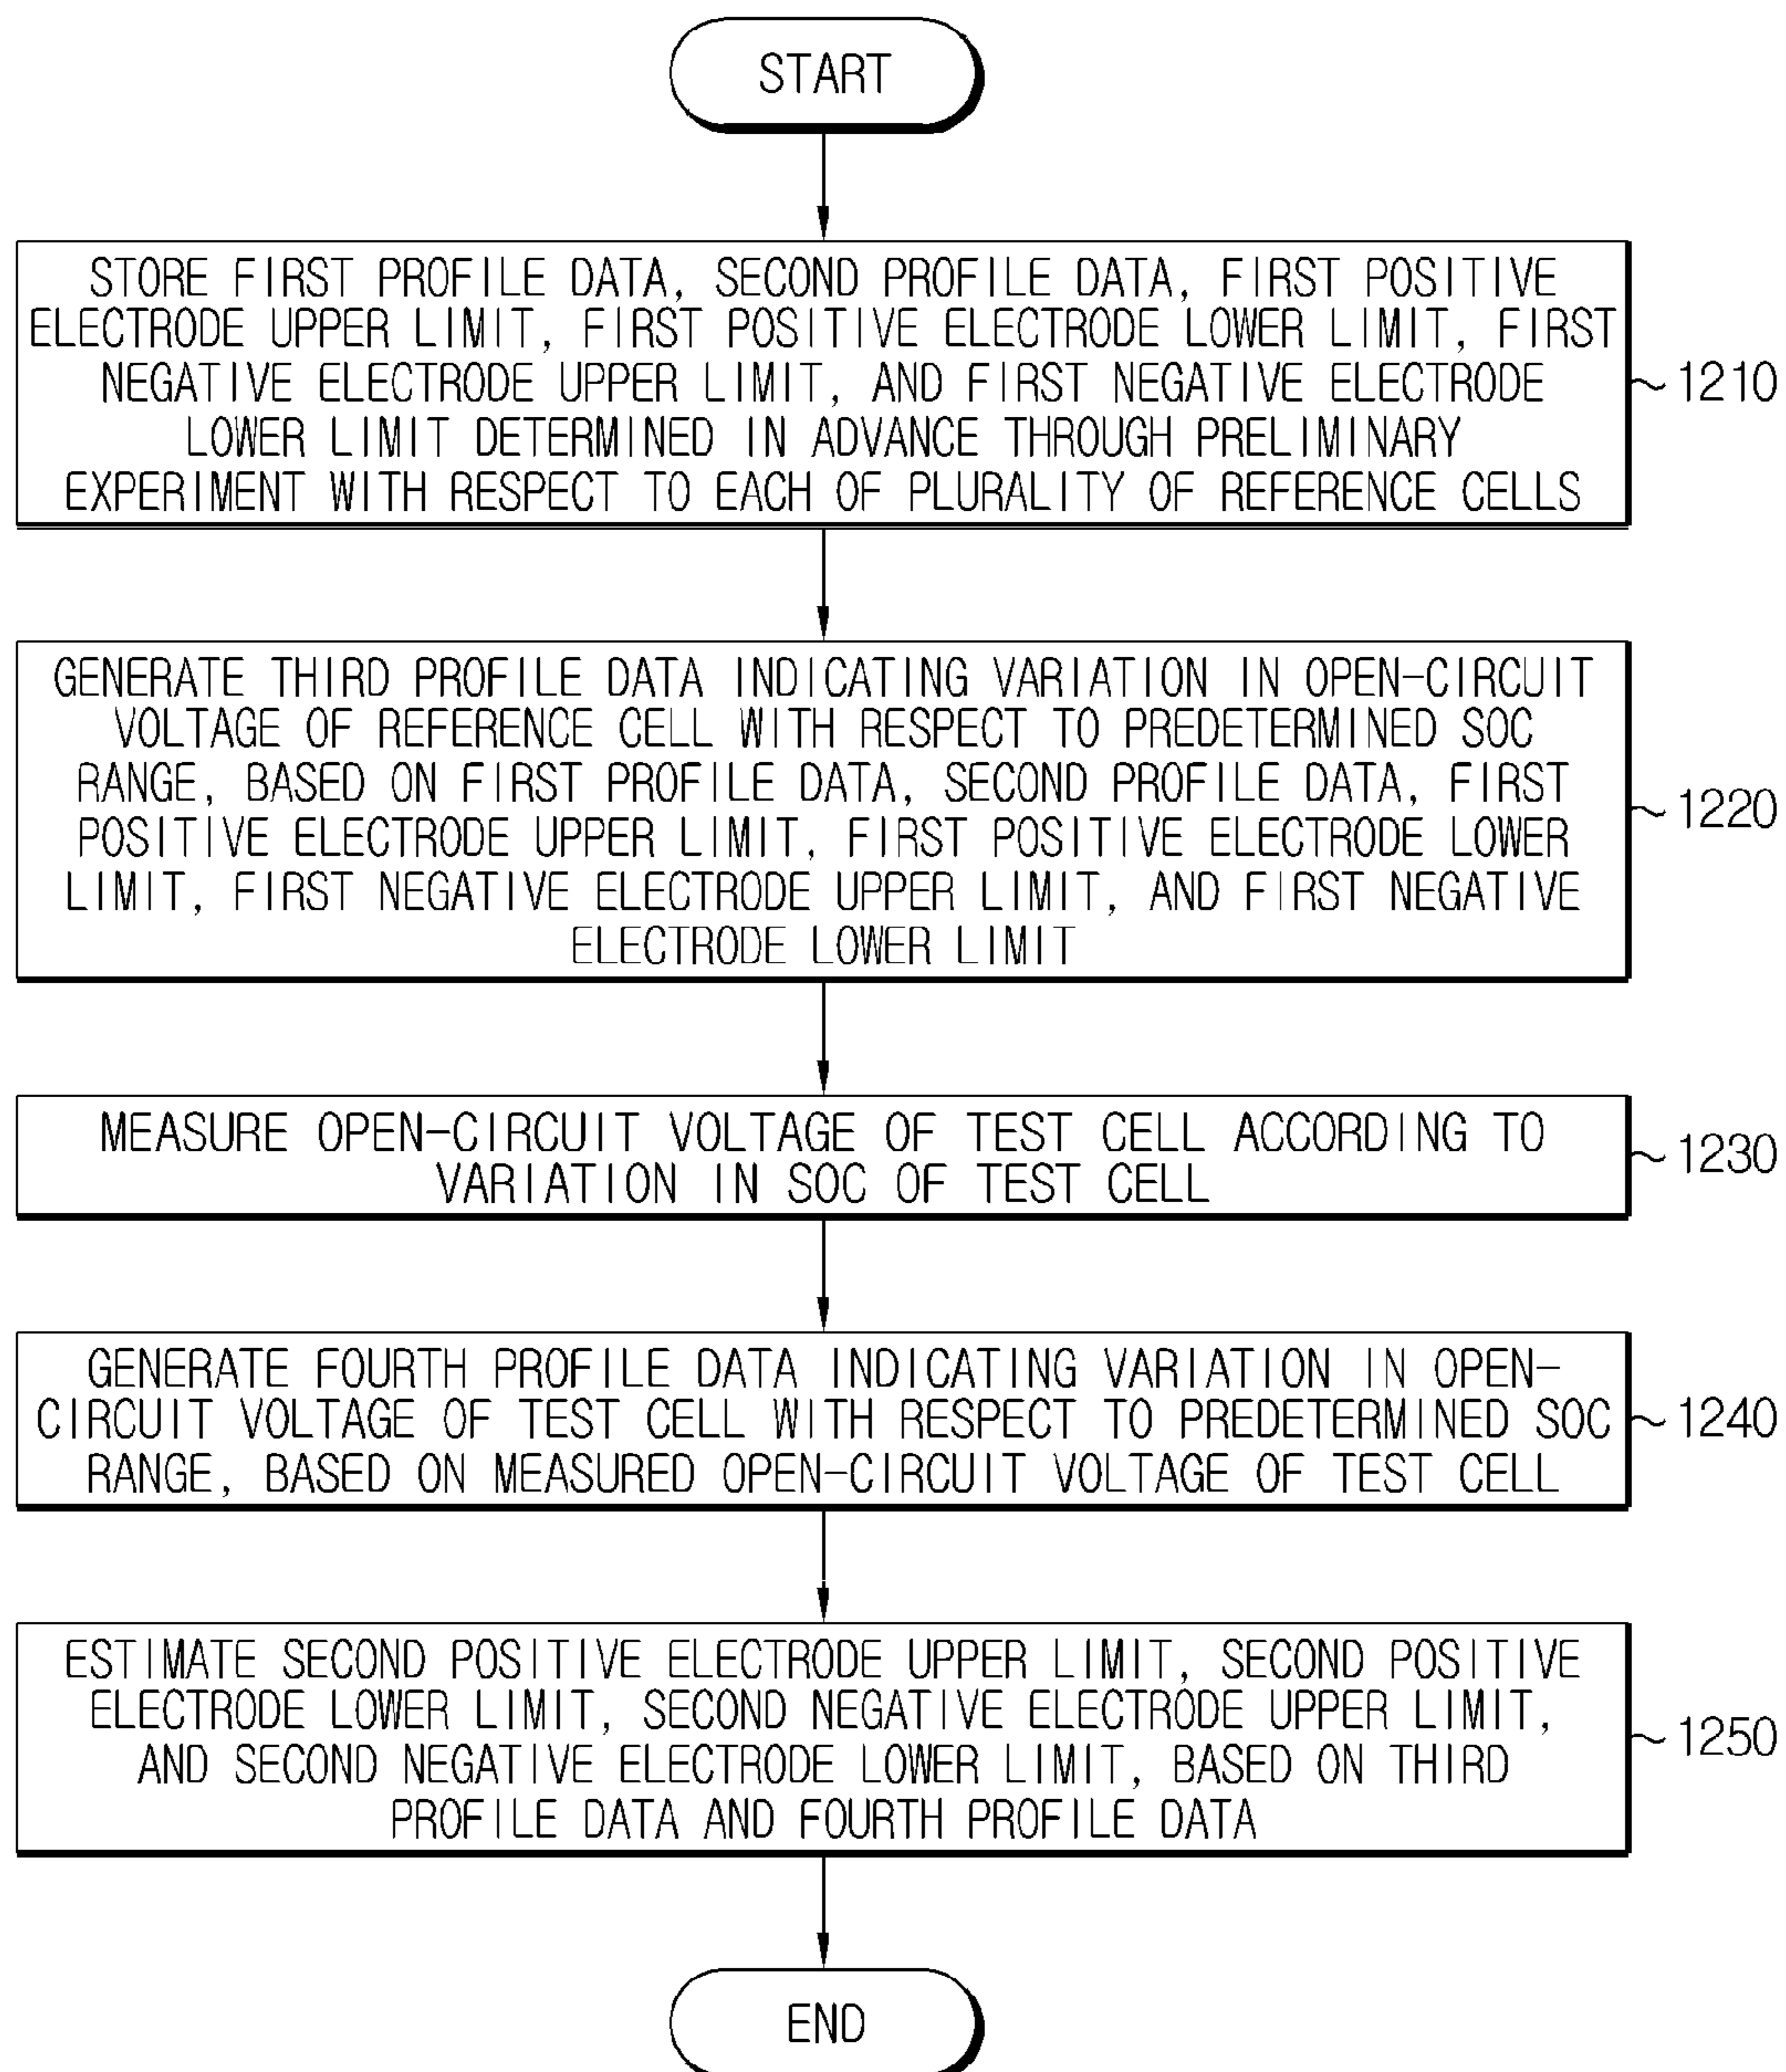 START
STORE FIRST PROFILE DATA, SECOND PROFILE DATA, FIRST POSITIVE
ELECTRODE UPPER LIMIT, FIRST POSITIVE ELECTRODE LOWER LIMIT, FIRST
NEGATIVE ELECTRODE UPPER LIMIT, AND FIRST NEGATIVE ELECTRODE
LOWER LIMIT DETERMINED IN ADVANCE THROUGH PRELIMINARY
EXPERIMENT WITH RESPECT TO EACH OF PLURALITY OF REFERENCE CELLS
1210
GENERATE THIRD PROFILE DATA INDICATING VARIATION IN OPEN-CIRCUIT
VOLTAGE OF REFERENCE CELL WITH RESPECT TO PREDETERMINED SOC
RANGE, BASED ON FIRST PROFILE DATA, SECOND PROFILE DATA, FIRST
POSITIVE ELECTRODE UPPER LIMIT, FIRST POSITIVE ELECTRODE LOWER
LIMIT, FIRST NEGATIVE ELECTRODE UPPER LIMIT, AND FIRST NEGATIVE
ELECTRODE LOWER LIMIT
1220
MEASURE OPEN-CIRCUIT VOLTAGE OF TEST CELL ACCORDING TO
VARIATION IN SOC OF TEST CELL
1230
GENERATE FOURTH PROFILE DATA INDICATING VARIATION IN OPEN-
CIRCUIT VOLTAGE OF TEST CELL WITH RESPECT TO PREDETERMINED SOC
RANGE, BASED ON MEASURED OPEN-CIRCUIT VOLTAGE OF TEST CELL
1240
ESTIMATE SECOND POSITIVE ELECTRODE UPPER LIMIT, SECOND POSITIVE
ELECTRODE LOWER LIMIT, SECOND NEGATIVE ELECTRODE UPPER LIMIT,
AND SECOND NEGATIVE ELECTRODE LOWER LIMIT, BASED ON THIRD
PROFILE DATA AND FOURTH PROFILE DATA
1250
END